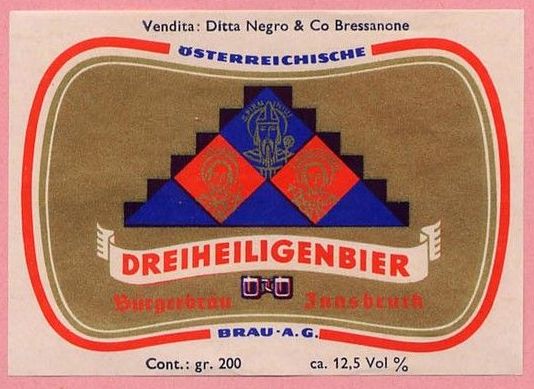 Vendita: Ditta Negro & Co Bressanone
ÖSTERREICHISCHE
DREIHEILIGENBIER
Bürgerbräu Innsbruck
BRAU-A.G.
Cont.: gr. 200 ca. 12,5 Vol %